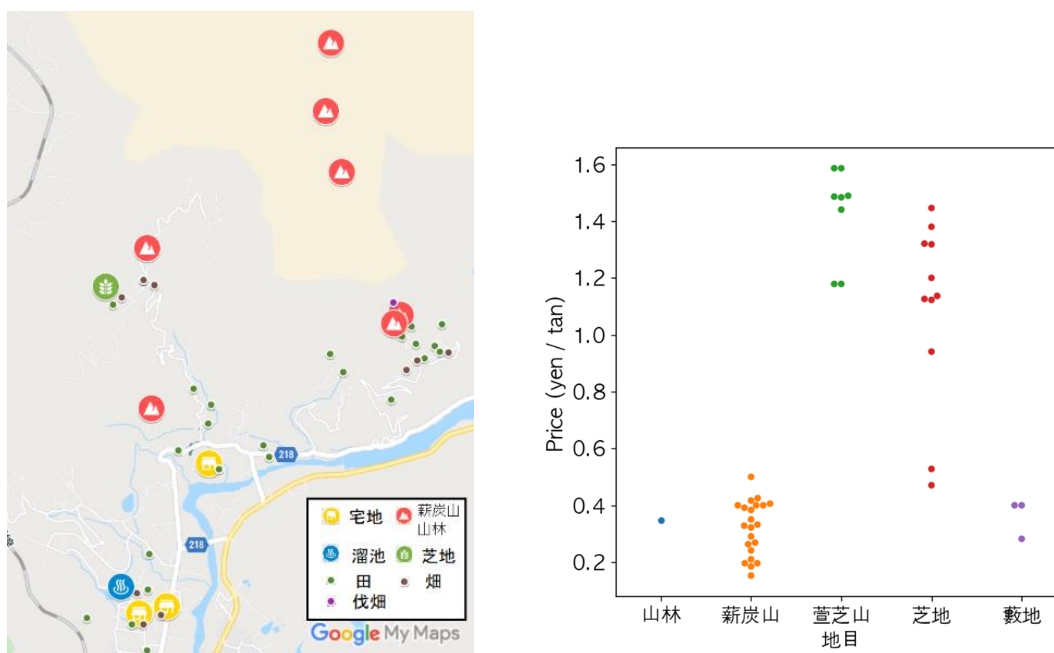 218
218
宅地
薪炭山
山林
溜池
芝地
田
畑
伐畑
Google My Maps
Price (yen / tan)
1.6
1.4
1.2
1.0
0.8
0.6
0.4
0.2
山林
薪炭山
萱芝山
芝地
藪地
地目